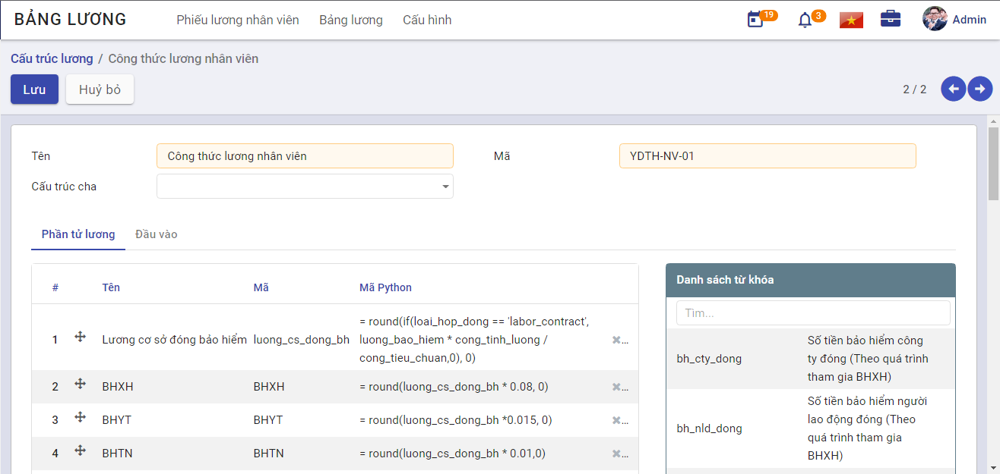 BẢNG LƯƠNG
Phiếu lương nhân viên
Bảng lương
Cấu hình
19
3
Admin
Cấu trúc lương / Công thức lương nhân viên
Lưu
Huỷ bỏ
2 / 2
Tên
Công thức lương nhân viên
Mã
YDTH-NV-01
Cấu trúc cha
Phần tử lương
Đầu vào
# Tên Mã Mã Python
1 Lương cơ sở đóng bảo hiểm luong_cs_dong_bh = round(if(loai_hop_dong == 'labor_contract',
luong_bao_hiem * cong_tinh_luong /
cong_tieu_chuan,0), 0)
...
2 BHXH BHXH = round(luong_cs_dong_bh * 0.08, 0) ...
3 BHYT BHYT = round(luong_cs_dong_bh *0.015, 0) ...
4 BHTN BHTN = round(luong_cs_dong_bh * 0.01,0) ...
Danh sách từ khóa
Tìm...
bh_cty_dong
Số tiền bảo hiểm công
ty đóng (Theo quá trình
tham gia BHXH)
bh_nld_dong
Số tiền bảo hiểm người
lao động đóng (Theo
quá trình tham gia
BHXH)